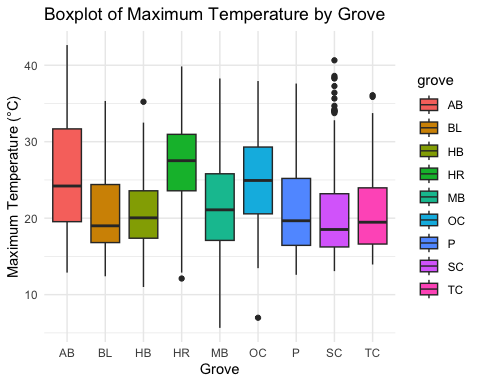 Boxplot of Maximum Temperature by Grove
Maximum Temperature (°C)
40
30
20
10
AB BL HB HR MB OC P SC TC
Grove
grove
AB
BL
HB
HR
MB
OC
P
SC
TC